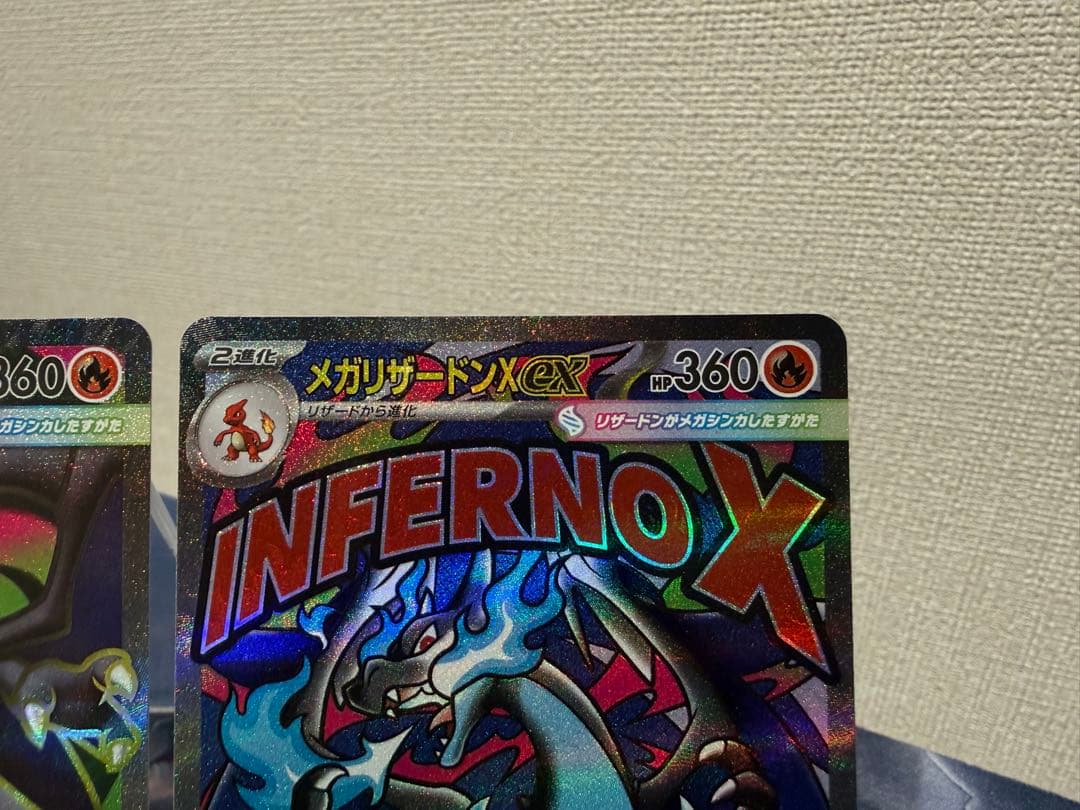 360
ガシンカしたすがた
2進化
メガリザードンXex
HP360
リザードから進化
リザードンがメガシンカしたすがた
INFERNO X